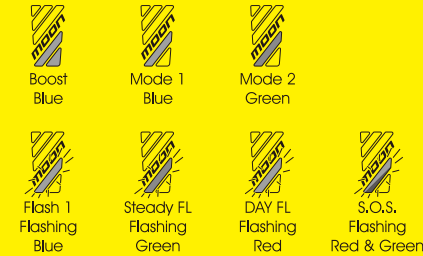 moon moon moon
Boost Mode 1 Mode 2
Blue Blue Green
moon moon moon moon
Flash 1 Steady FL DAY FL S.O.S.
Flashing Flashing Flashing Flashing
Blue Green Red Red & Green